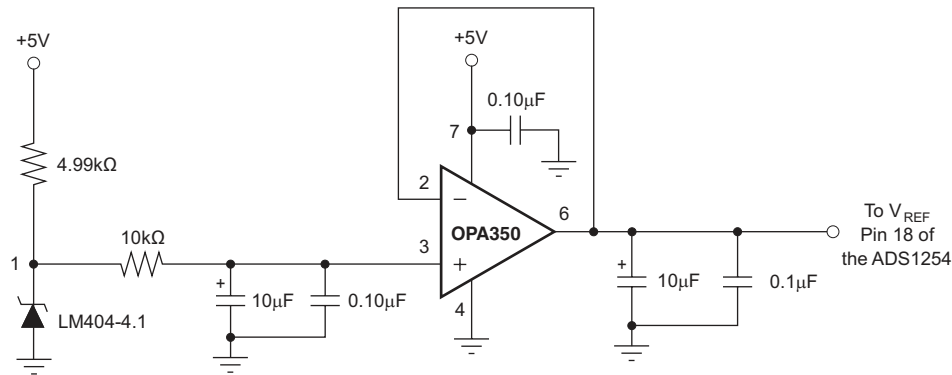 +5V
+5V
0.10µF
7
4.99kΩ
2
–
6
To VREF
Pin 18 of
the ADS1254
OPA350
10kΩ
3
+
1
+
10µF
0.10µF
+
10µF
0.1µF
4
LM404-4.1